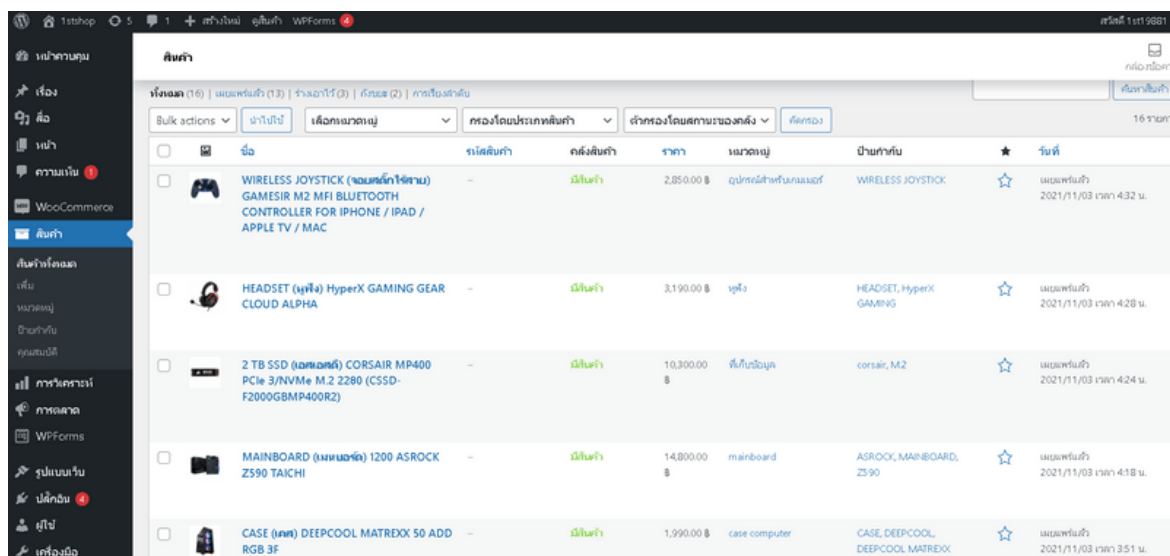 1stshop 5 1 สร้างใหม่ ดูสินค้า WPForms 4 สวัสดี 1st19881
หน้าควบคุม
เรื่อง
สื่อ
หน้า
ความเห็น 1
WooCommerce
สินค้า
สินค้าทั้งหมด
เพิ่ม
หมวดหมู่
ป้ายกำกับ
คุณสมบัติ
การวิเคราะห์
การตลาด
WPForms
รูปแบบเว็บ
ปลั๊กอิน 4
ผู้ใช้
เครื่องมือ
สินค้า
ทั้งหมด (16) | เผยแพร่แล้ว (13) | ร่างเอาไว้ (3) | ถังขยะ (2) | การเรียงลำดับ
ค้นหาสินค้า
Bulk actions นำไปใช้ เลือกหมวดหมู่ กรองโดยประเภทสินค้า ตัวกรองโดยสถานะของคลัง คัดกรอง
ชื่อ รหัสสินค้า คลังสินค้า ราคา หมวดหมู่ ป้ายกำกับ ★ วันที่
WIRELESS JOYSTICK (จอยสติ๊กไร้สาย) – มีสินค้า 2,850.00 ฿ อุปกรณ์สำหรับเกมเมอร์ WIRELESS JOYSTICK เผยแพร่แล้ว
GAMESIR M2 MFI BLUETOOTH 2021/11/03 เวลา 4:32 น.
CONTROLLER FOR IPHONE / IPAD /
APPLE TV / MAC
HEADSET (หูฟัง) HyperX GAMING GEAR – มีสินค้า 3,190.00 ฿ หูฟัง HEADSET, HyperX เผยแพร่แล้ว
CLOUD ALPHA GAMING 2021/11/03 เวลา 4:28 น.
2 TB SSD (เอสเอสดี) CORSAIR MP400 – มีสินค้า 10,300.00 ที่เก็บข้อมูล corsair, M.2 เผยแพร่แล้ว
PCIe 3/NVMe M.2 2280 (CSSD- ฿ 2021/11/03 เวลา 4:24 น.
F2000GBMP400R2)
MAINBOARD (เมนบอร์ด) 1200 ASROCK – มีสินค้า 14,800.00 mainboard ASROCK, MAINBOARD, เผยแพร่แล้ว
Z590 TAICHI ฿ Z590 2021/11/03 เวลา 4:18 น.
CASE (เคส) DEEPCOOL MATREXX 50 ADD – มีสินค้า 1,990.00 ฿ case computer CASE, DEEPCOOL, เผยแพร่แล้ว
RGB 3F DEEPCOOL MATREXX 2021/11/03 เวลา 3:51 น.